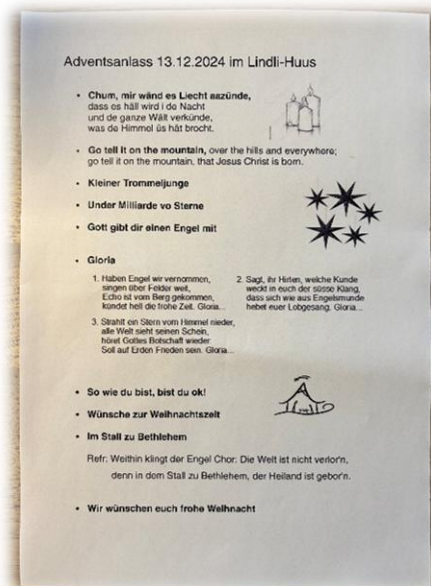 Adventsanlass 13.12.2024 im Lindli-Huus
• Chum, mir wänd es Liecht aazünde,
dass es häll wird i de Nacht
und de ganze Wält verkünde,
was de Himmel üs hät brocht.
• Go tell it on the mountain, over the hills and everywhere;
go tell it on the mountain, that Jesus Christ is born.
• Kleiner Trommeljunge
• Under Milliarde vo Sterne
• Gott gibt dir einen Engel mit
• Gloria
1. Haben Engel wir vernommen,
singen über Felder weit,
Echo ist vom Berg gekommen,
kündet hell die frohe Zeit. Gloria...
2. Sagt, ihr Hirten, welche Kunde
weckt in euch der süsse Klang,
dass sich wie aus Engelsmunde
hebet euer Lobgesang. Gloria...
3. Strahlt ein Stern vom Himmel nieder,
alle Welt sieht seinen Schein,
höret Gottes Botschaft wieder
Soll auf Erden Frieden sein. Gloria...
• So wie du bist, bist du ok!
• Wünsche zur Weihnachtszeit
• Im Stall zu Bethlehem
Refr: Weithin klingt der Engel Chor: Die Welt ist nicht verlor'n,
denn in dem Stall zu Bethlehem, der Heiland ist gebor'n.
• Wir wünschen euch frohe Weihnacht